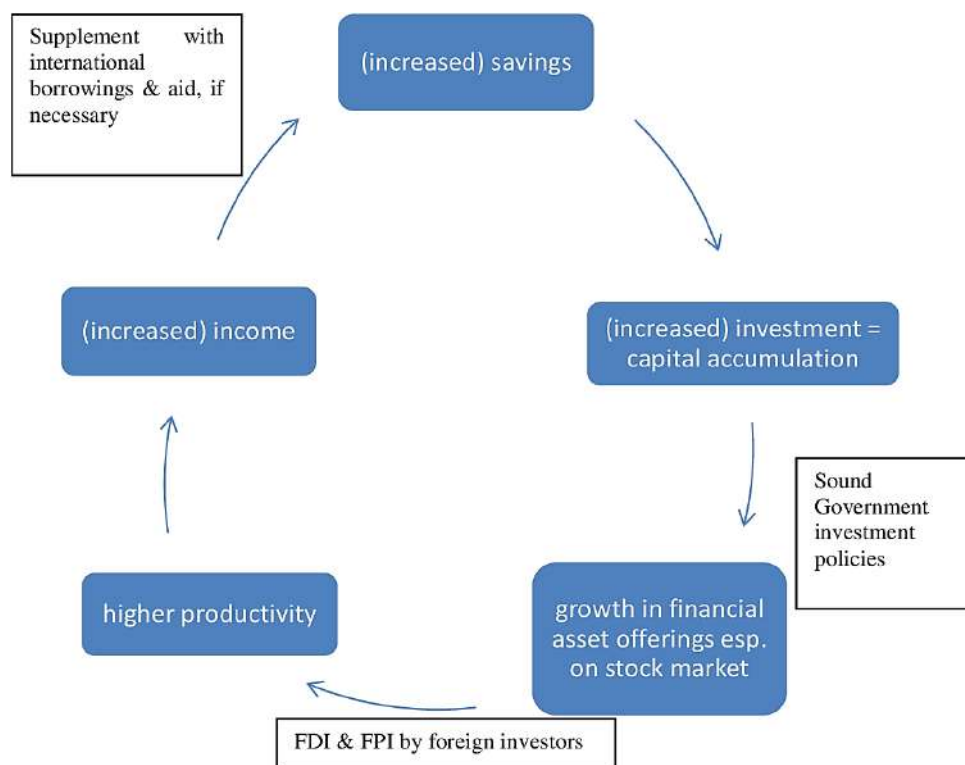 Supplement with
international
borrowings & aid, if
necessary
(increased) savings
(increased) income
(increased) investment =
capital accumulation
Sound
Government
investment
policies
higher productivity
growth in financial
asset offerings esp.
on stock market
FDI & FPI by foreign investors